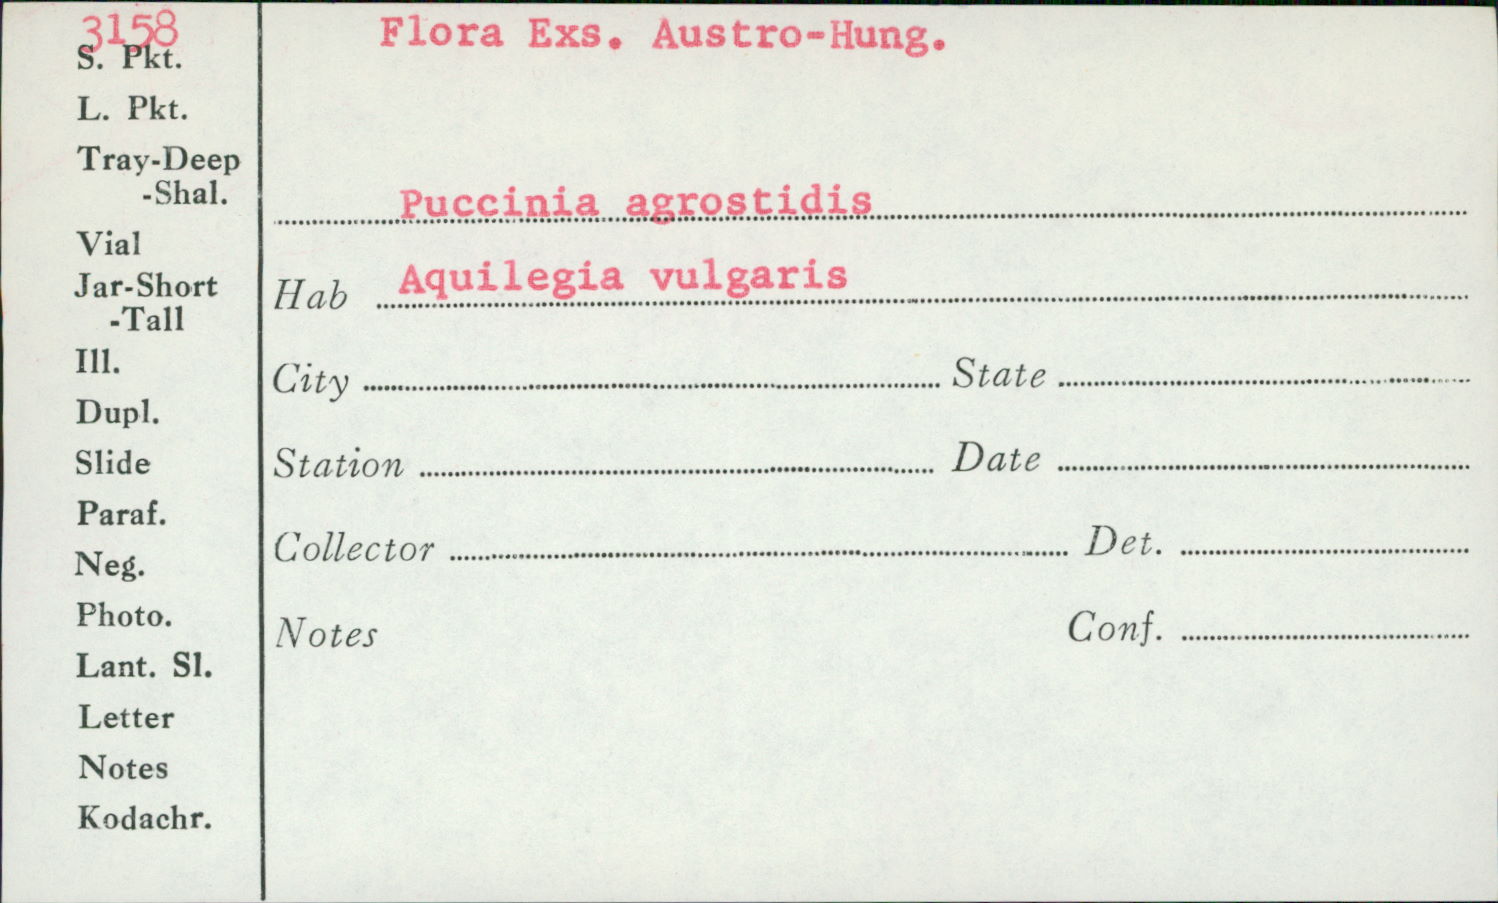 3158
S. Pkt.
L. Pkt.
Tray-Deep
-Shal.
Vial
Jar-Short
-Tall
Ill.
Dupl.
Slide
Paraf.
Neg.
Photo.
Lant. Sl.
Letter
Notes
Kodachr.
Flora Exs. Austro-Hung.
Puccinia agrostidis
Hab Aquilegia vulgaris
City State
Station Date
Collector Det.
Notes Conf.